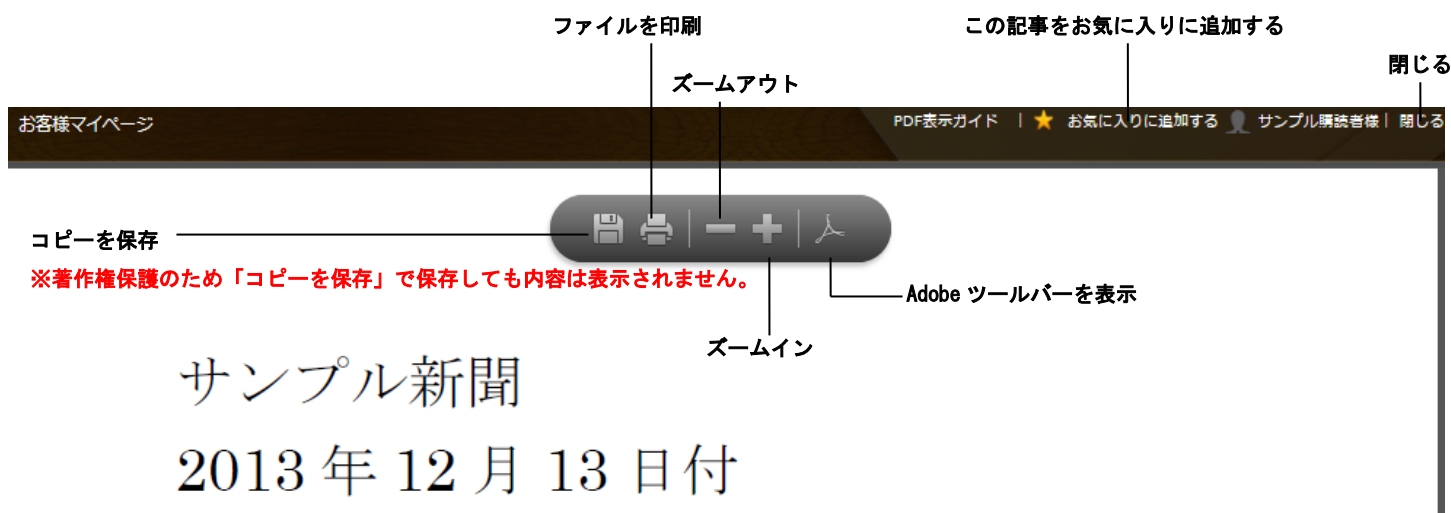 ファイルを印刷
この記事をお気に入りに追加する
閉じる
ズームアウト
お客様マイページ
PDF表示ガイド | お気に入りに追加する サンプル購読者様 | 閉じる
コピーを保存
※著作権保護のため「コピーを保存」で保存しても内容は表示されません。
Adobe ツールバーを表示
ズームイン
サンプル新聞
2013 年 12 月 13 日付